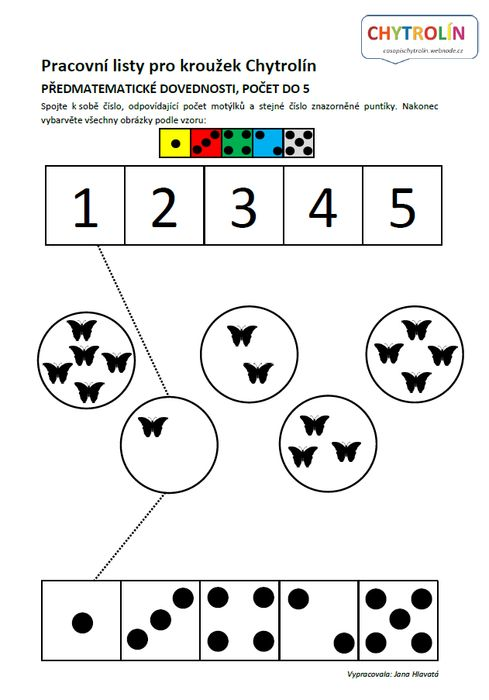 CHYTROLÍN
casopischytrolin.webnode.cz
Pracovní listy pro kroužek Chytrolín
PŘEDMATEMATICKÉ DOVEDNOSTI, POČET DO 5
Spojte k sobě číslo, odpovídající počet motýlků a stejné číslo znazorněné puntíky. Nakonec
vybarvěte všechny obrázky podle vzoru:
1 2 3 4 5
Vypracovala: Jana Hlavatá